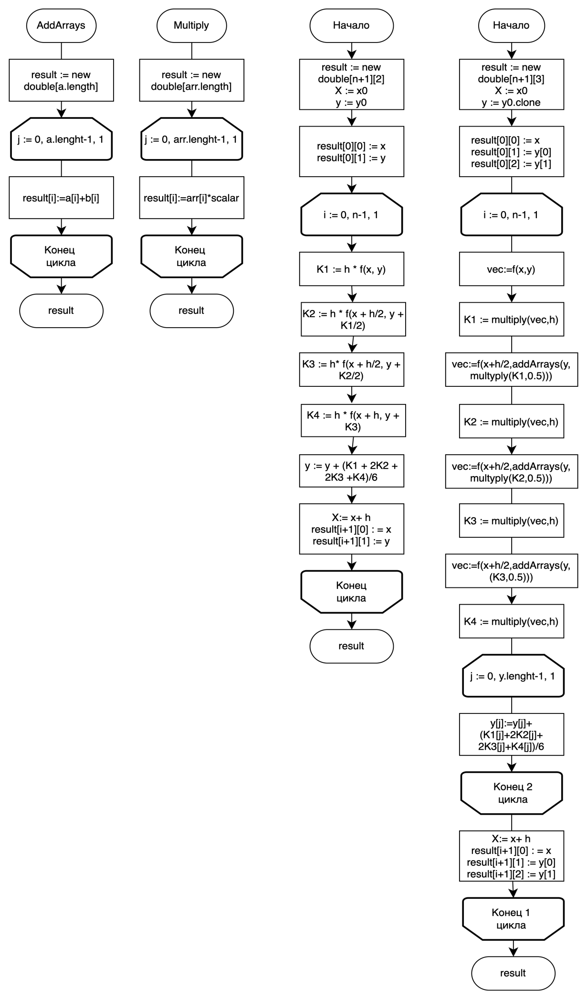 AddArrays
result := new
double[a.length]
j := 0, a.lenght-1, 1
result[i]:=a[i]+b[i]
Конец
цикла
result
Multiply
result := new
double[arr.length]
j := 0, arr.lenght-1, 1
result[i]:=arr[i]*scalar
Конец
цикла
result
Начало
result := new
double[n+1][2]
X := x0
y := y0
result[0][0] := x
result[0][1] := y
i := 0, n-1, 1
K1 := h * f(x, y)
K2 := h * f(x + h/2, y +
K1/2)
K3 := h* f(x + h/2, y +
K2/2)
K4 := h * f(x + h, y +
K3)
y := y + (K1 + 2K2 +
2K3 +K4)/6
X:= x+ h
result[i+1][0] : = x
result[i+1][1] := y
Конец
цикла
result
Начало
result := new
double[n+1][3]
X := x0
y := y0.clone
result[0][0] := x
result[0][1] := y[0]
result[0][2] := y[1]
i := 0, n-1, 1
vec:=f(x,y)
K1 := multiply(vec,h)
vec:=f(x+h/2,addArrays(y,
multyply(K1,0.5)))
K2 := multiply(vec,h)
vec:=f(x+h/2,addArrays(y,
multyply(K2,0.5)))
K3 := multiply(vec,h)
vec:=f(x+h/2,addArrays(y,
(K3,0.5)))
K4 := multiply(vec,h)
j := 0, y.lenght-1, 1
y[j]:=y[j]+
(K1[j]+2K2[j]+
2K3[j]+K4[j])/6
Конец 2
цикла
X:= x+ h
result[i+1][0] : = x
result[i+1][1] := y[0]
result[i+1][2] := y[1]
Конец 1
цикла
result